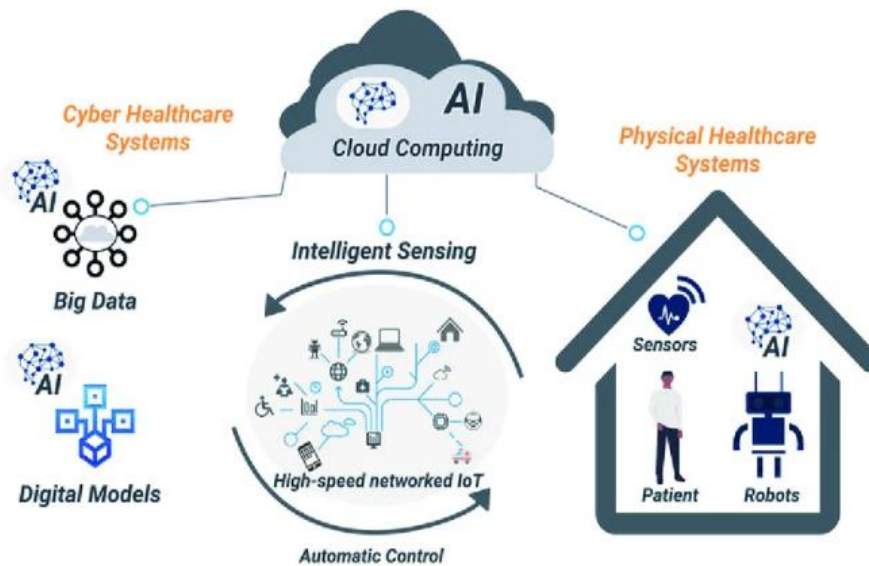 AI
Cloud Computing
Cyber Healthcare
Systems
Physical Healthcare
Systems
AI
Big Data
AI
Digital Models
Intelligent Sensing
High-speed networked IoT
Automatic Control
Sensors
AI
Patient
Robots